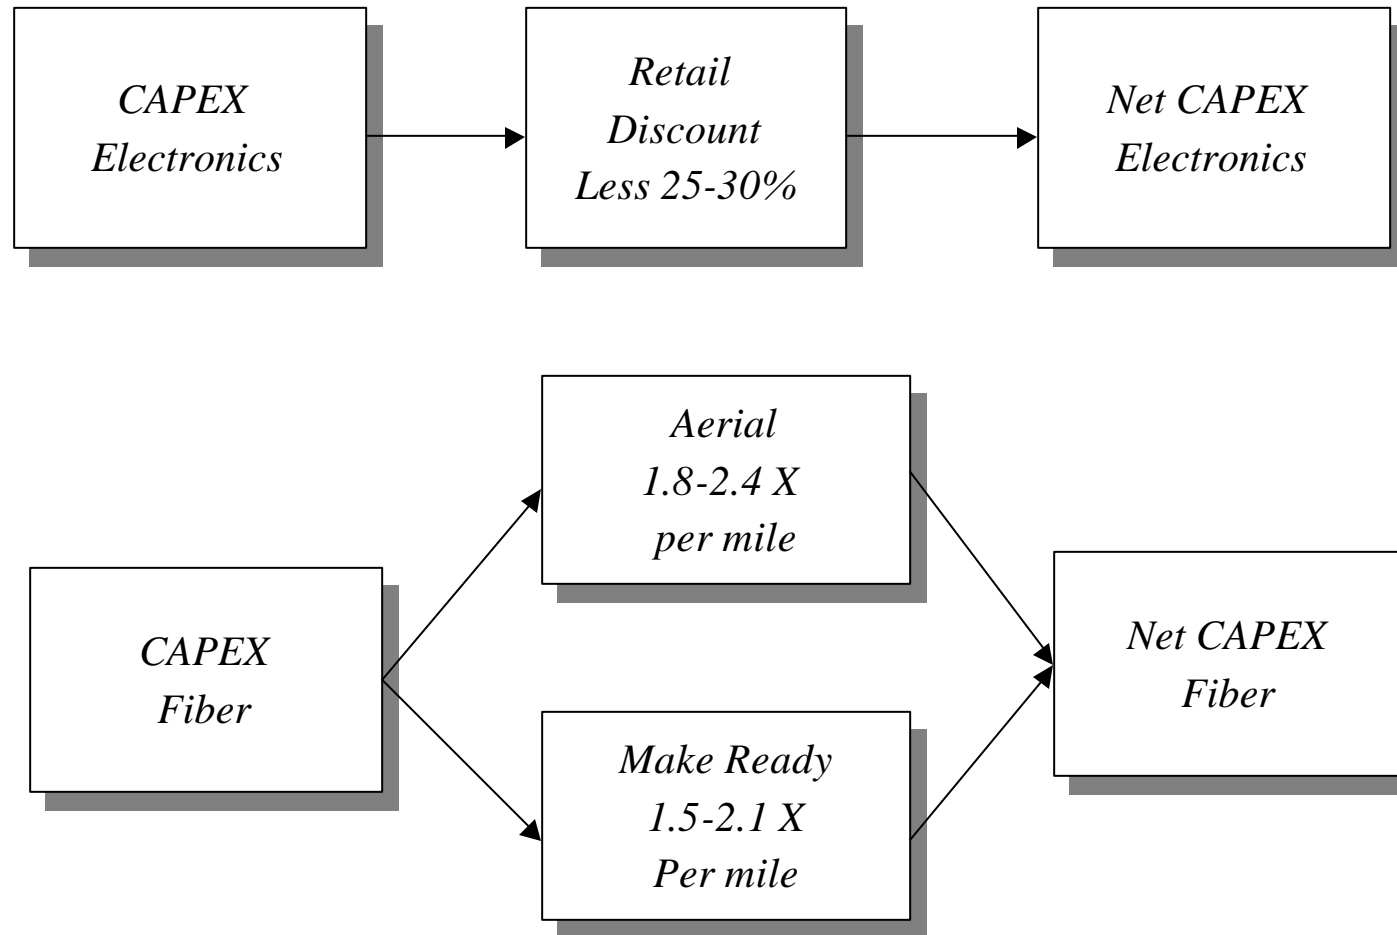 CAPEX
Electronics
Retail
Discount
Less 25-30%
Net CAPEX
Electronics
Aerial
1.8-2.4 X
per mile
CAPEX
Fiber
Net CAPEX
Fiber
Make Ready
1.5-2.1 X
Per mile